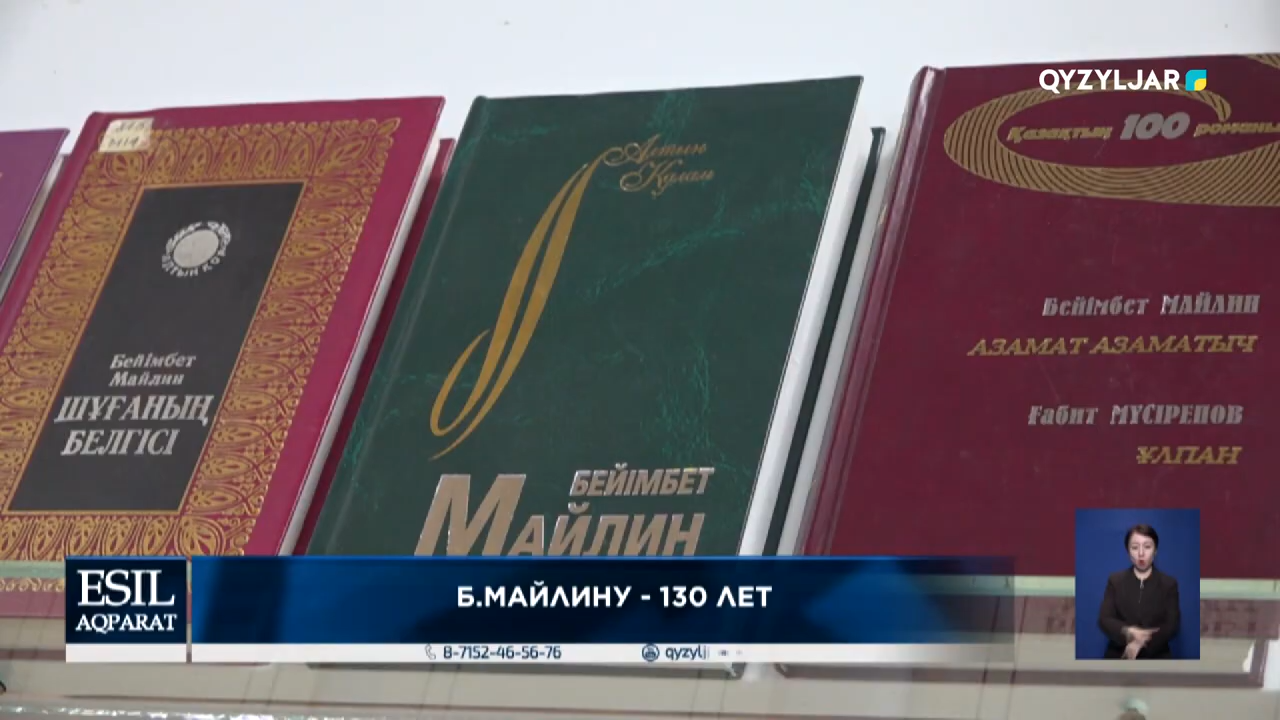 QYZYLJAR
Бейімбет
Майлин
ШҰҒАНЫҢ
БЕЛГІСІ
Алтын
Қалам
БЕЙІМБЕТ
МАЙЛИН
Қазақтың 100 романы
Бейімбет МАЙЛИН
АЗАМАТ АЗАМАТЫЧ
Ғабит МҮСІРЕПОВ
ҰЛПАН
ESIL
AQPARAT
Б.МАЙЛИНУ - 130 ЛЕТ
8-7152-46-56-76
qyzylj